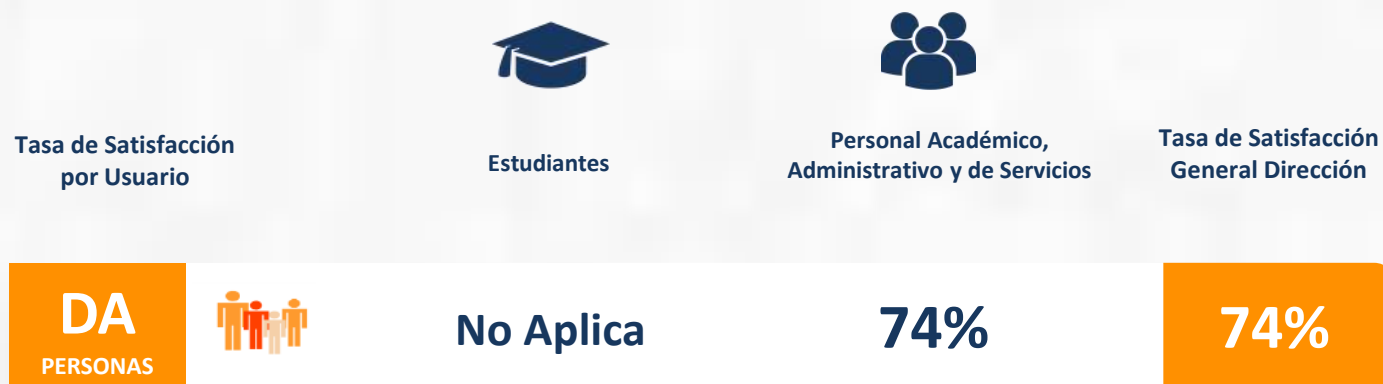 Tasa de Satisfacción
por Usuario
Estudiantes
Personal Académico,
Administrativo y de Servicios
Tasa de Satisfacción
General Dirección
DA
PERSONAS
No Aplica
74%
74%